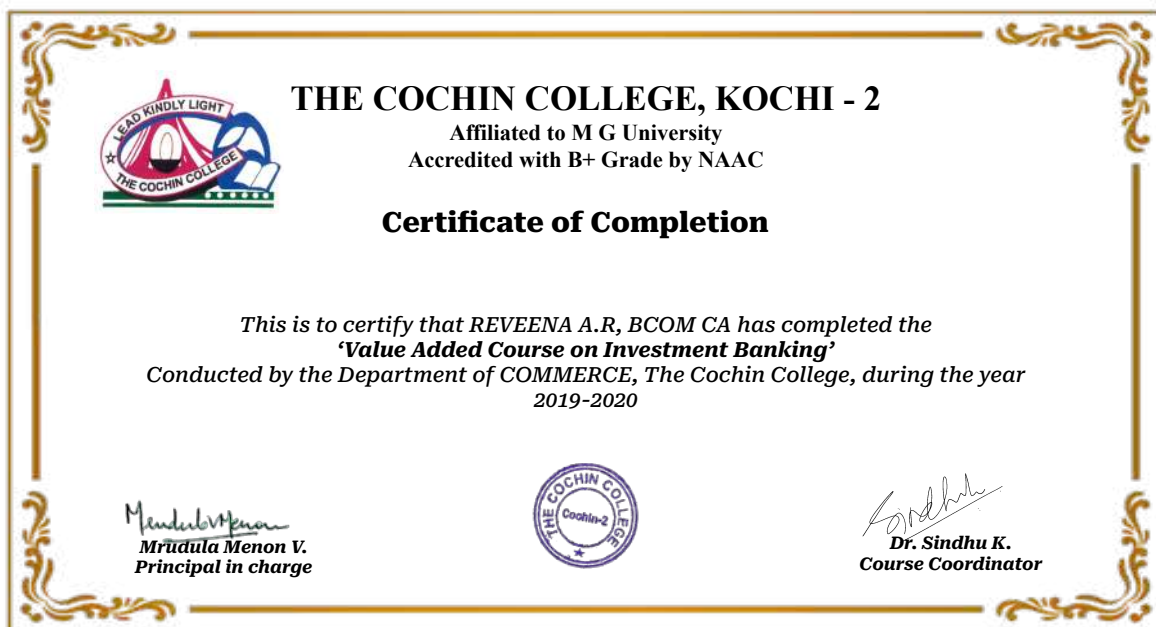 LEAD KINDLY LIGHT
THE COCHIN COLLEGE
THE COCHIN COLLEGE, KOCHI - 2
Affiliated to M G University
Accredited with B+ Grade by NAAC
Certificate of Completion
This is to certify that REVEENA A.R, BCOM CA has completed the
‘Value Added Course on Investment Banking’
Conducted by the Department of COMMERCE, The Cochin College, during the year
2019-2020
THE COCHIN COLLEGE
Cochin-2
Mrudula Menon V.
Principal in charge
Sindhu
Dr. Sindhu K.
Course Coordinator